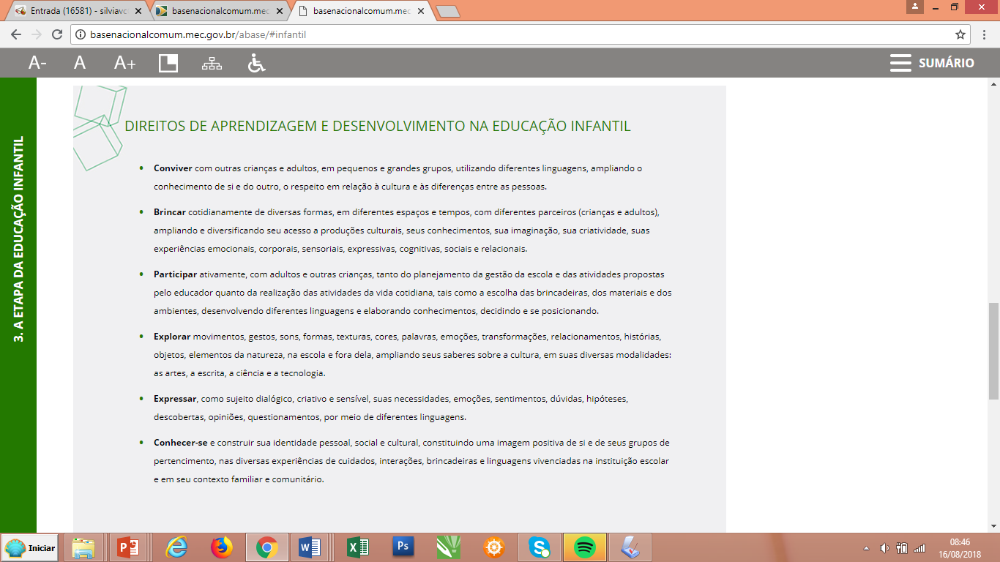 Entrada (16581) - silviavc
basenacionalcomum.mec
basenacionalcomum.mec
basenacionalcomum.mec.gov.br/abase/#infantil
A- A A+ SUMÁRIO
3. A ETAPA DA EDUCAÇÃO INFANTIL
DIREITOS DE APRENDIZAGEM E DESENVOLVIMENTO NA EDUCAÇÃO INFANTIL
• Conviver com outras crianças e adultos, em pequenos e grandes grupos, utilizando diferentes linguagens, ampliando o
conhecimento de si e do outro, o respeito em relação à cultura e às diferenças entre as pessoas.
• Brincar cotidianamente de diversas formas, em diferentes espaços e tempos, com diferentes parceiros (crianças e adultos),
ampliando e diversificando seu acesso a produções culturais, seus conhecimentos, sua imaginação, sua criatividade, suas
experiências emocionais, corporais, sensoriais, expressivas, cognitivas, sociais e relacionais.
• Participar ativamente, com adultos e outras crianças, tanto do planejamento da gestão da escola e das atividades propostas
pelo educador quanto da realização das atividades da vida cotidiana, tais como a escolha das brincadeiras, dos materiais e dos
ambientes, desenvolvendo diferentes linguagens e elaborando conhecimentos, decidindo e se posicionando.
• Explorar movimentos, gestos, sons, formas, texturas, cores, palavras, emoções, transformações, relacionamentos, histórias,
objetos, elementos da natureza, na escola e fora dela, ampliando seus saberes sobre a cultura, em suas diversas modalidades:
as artes, a escrita, a ciência e a tecnologia.
• Expressar, como sujeito dialógico, criativo e sensível, suas necessidades, emoções, sentimentos, dúvidas, hipóteses,
descobertas, opiniões, questionamentos, por meio de diferentes linguagens.
• Conhecer-se e construir sua identidade pessoal, social e cultural, constituindo uma imagem positiva de si e de seus grupos de
pertencimento, nas diversas experiências de cuidados, interações, brincadeiras e linguagens vivenciadas na instituição escolar
e em seu contexto familiar e comunitário.
Iniciar
08:46
16/08/2018